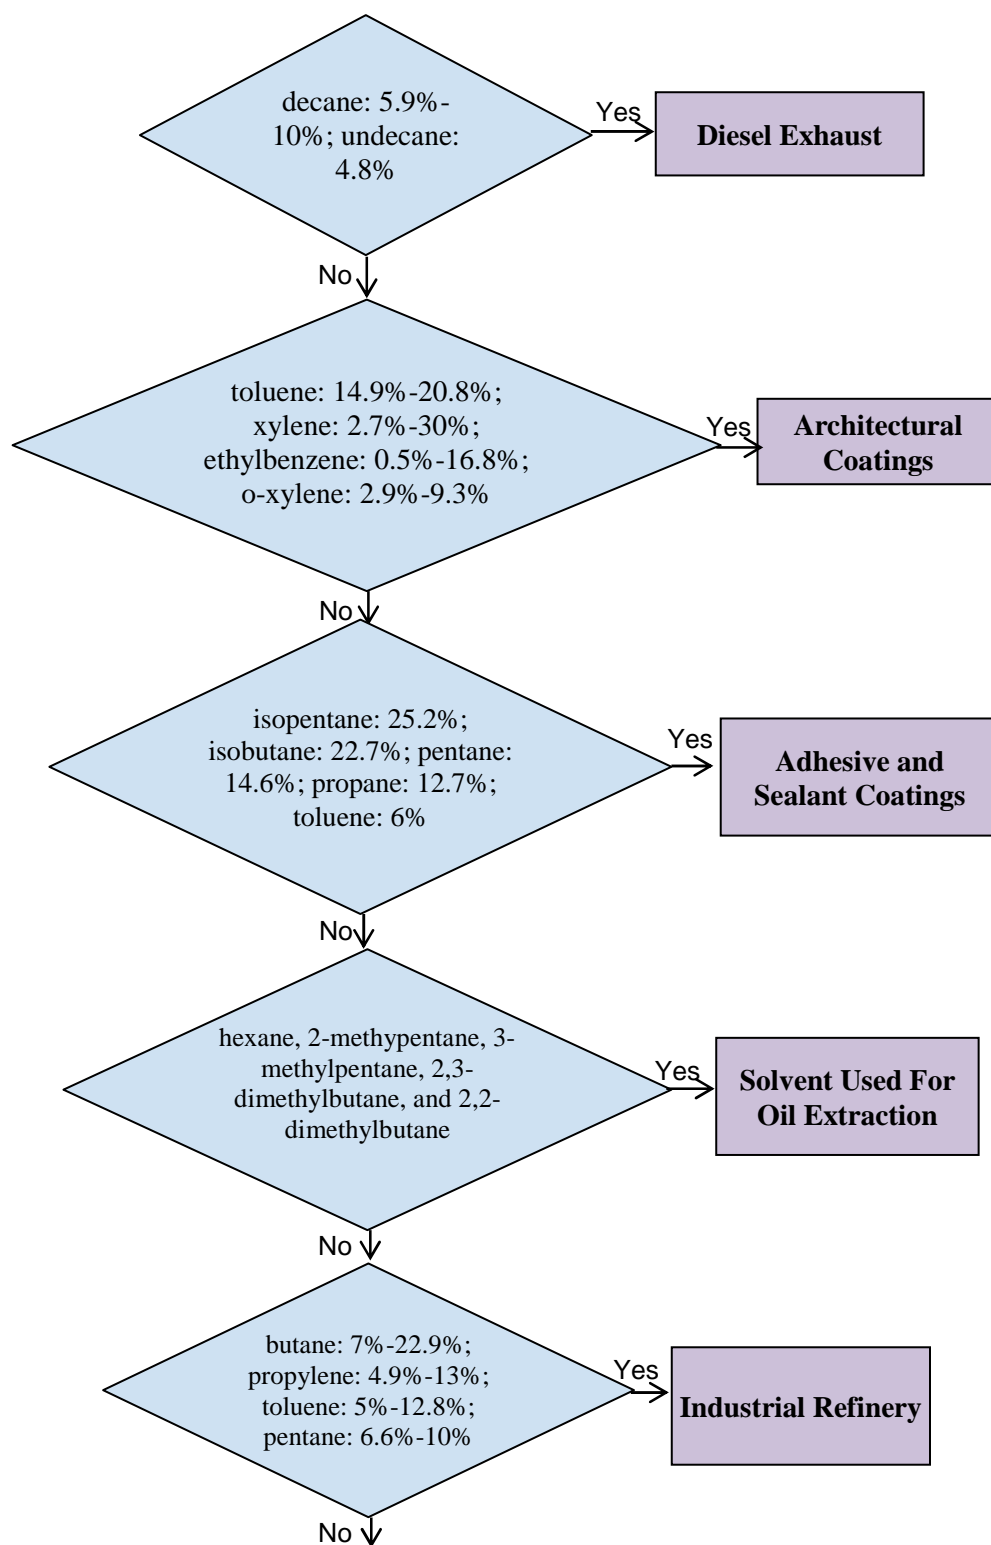 decane: 5.9%-
10%; undecane:
4.8%
Yes
Diesel Exhaust
No
toluene: 14.9%-20.8%;
xylene: 2.7%-30%;
ethylbenzene: 0.5%-16.8%;
o-xylene: 2.9%-9.3%
Yes
Architectural
Coatings
No
isopentane: 25.2%;
isobutane: 22.7%; pentane:
14.6%; propane: 12.7%;
toluene: 6%
Yes
Adhesive and
Sealant Coatings
No
hexane, 2-methypentane, 3-
methylpentane, 2,3-
dimethylbutane, and 2,2-
dimethylbutane
Yes
Solvent Used For
Oil Extraction
No
butane: 7%-22.9%;
propylene: 4.9%-13%;
toluene: 5%-12.8%;
pentane: 6.6%-10%
Yes
Industrial Refinery
No